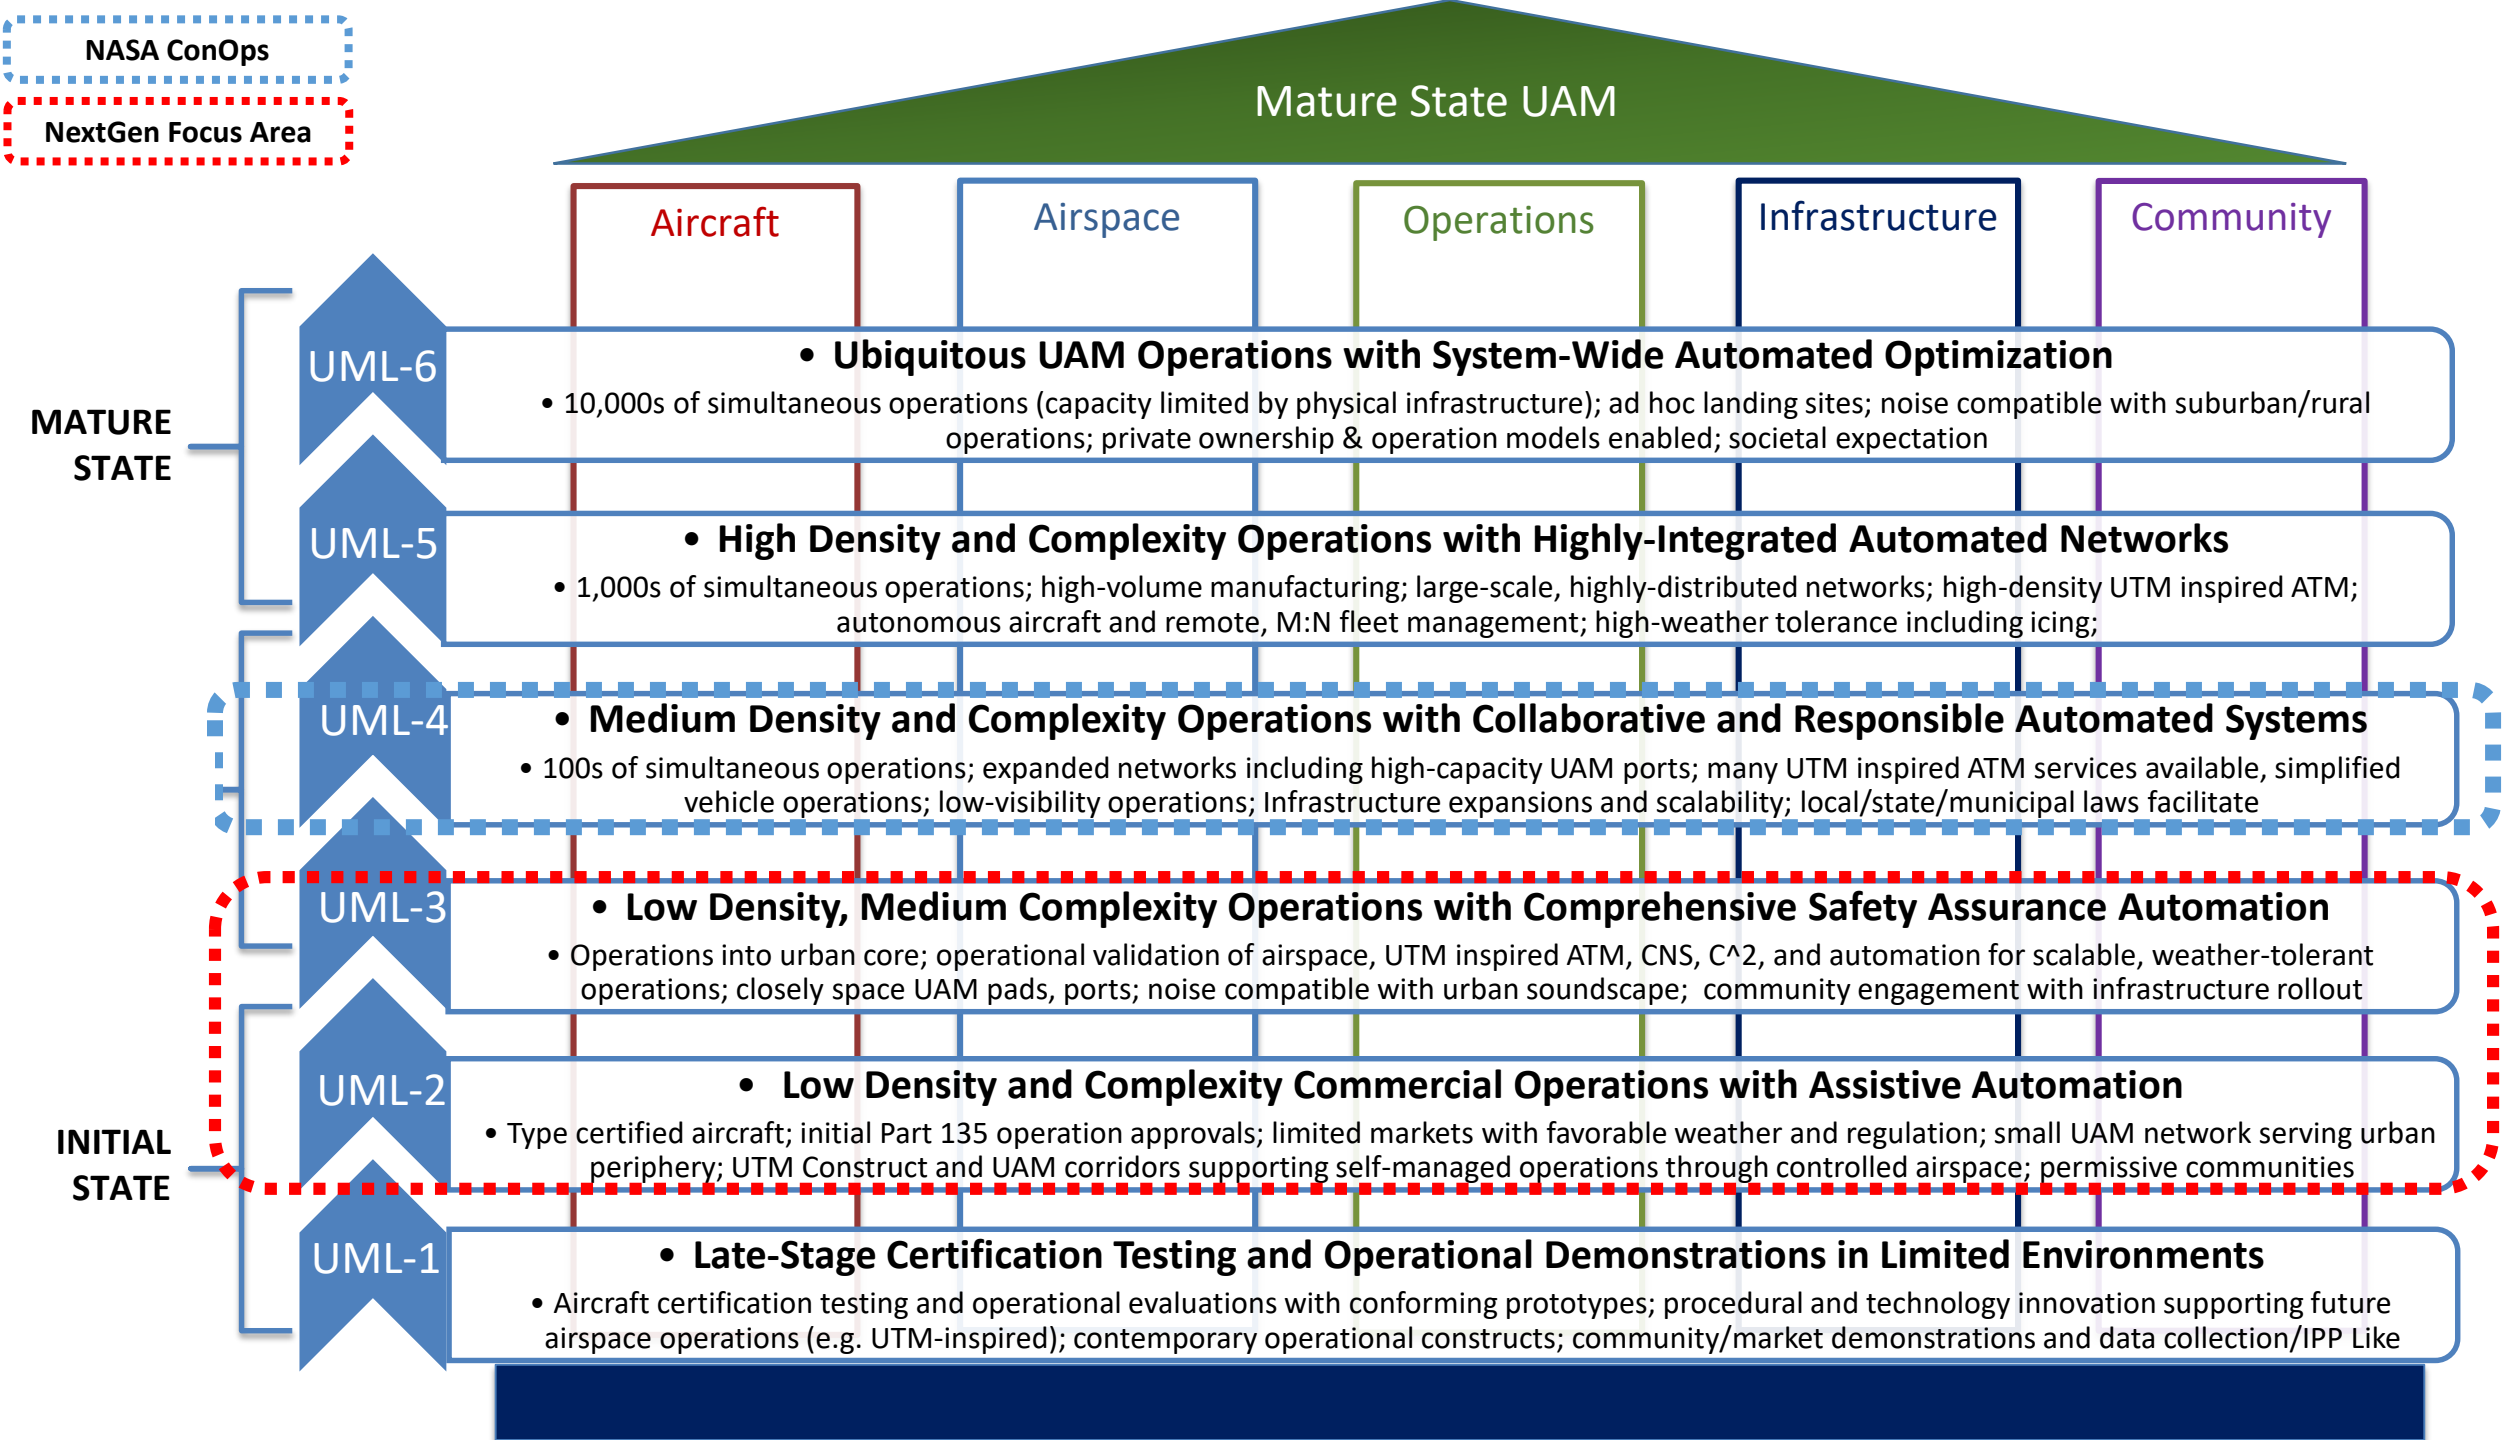 NASA ConOps
NextGen Focus Area
Mature State UAM
Aircraft
Airspace
Operations
Infrastructure
Community
MATURE
STATE
UML-6
• Ubiquitous UAM Operations with System-Wide Automated Optimization
• 10,000s of simultaneous operations (capacity limited by physical infrastructure); ad hoc landing sites; noise compatible with suburban/rural
operations; private ownership & operation models enabled; societal expectation
UML-5
• High Density and Complexity Operations with Highly-Integrated Automated Networks
• 1,000s of simultaneous operations; high-volume manufacturing; large-scale, highly-distributed networks; high-density UTM inspired ATM;
autonomous aircraft and remote, M:N fleet management; high-weather tolerance including icing;
UML-4
• Medium Density and Complexity Operations with Collaborative and Responsible Automated Systems
• 100s of simultaneous operations; expanded networks including high-capacity UAM ports; many UTM inspired ATM services available, simplified
vehicle operations; low-visibility operations; Infrastructure expansions and scalability; local/state/municipal laws facilitate
UML-3
• Low Density, Medium Complexity Operations with Comprehensive Safety Assurance Automation
• Operations into urban core; operational validation of airspace, UTM inspired ATM, CNS, C^2, and automation for scalable, weather-tolerant
operations; closely space UAM pads, ports; noise compatible with urban soundscape; community engagement with infrastructure rollout
INITIAL
STATE
UML-2
• Low Density and Complexity Commercial Operations with Assistive Automation
• Type certified aircraft; initial Part 135 operation approvals; limited markets with favorable weather and regulation; small UAM network serving urban
periphery; UTM Construct and UAM corridors supporting self-managed operations through controlled airspace; permissive communities
UML-1
• Late-Stage Certification Testing and Operational Demonstrations in Limited Environments
• Aircraft certification testing and operational evaluations with conforming prototypes; procedural and technology innovation supporting future
airspace operations (e.g. UTM-inspired); contemporary operational constructs; community/market demonstrations and data collection/IPP Like